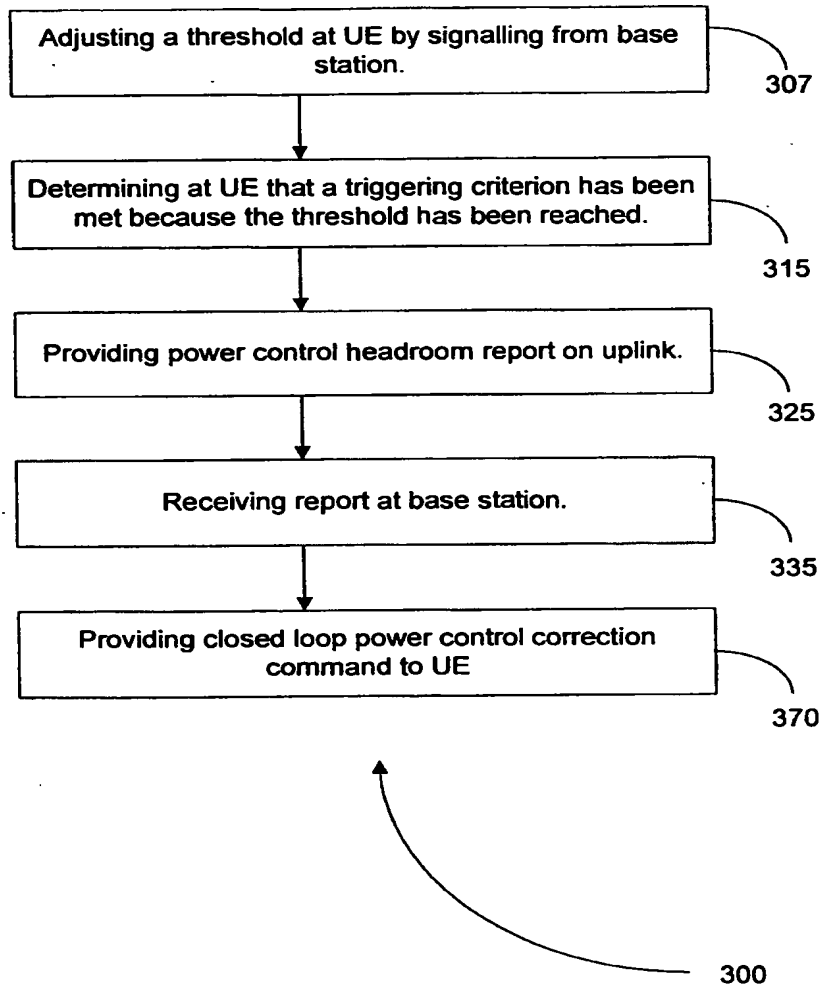 Adjusting a threshold at UE by signalling from base
station.
307
Determining at UE that a triggering criterion has been
met because the threshold has been reached.
315
Providing power control headroom report on uplink.
325
Receiving report at base station.
335
Providing closed loop power control correction
command to UE
370
300